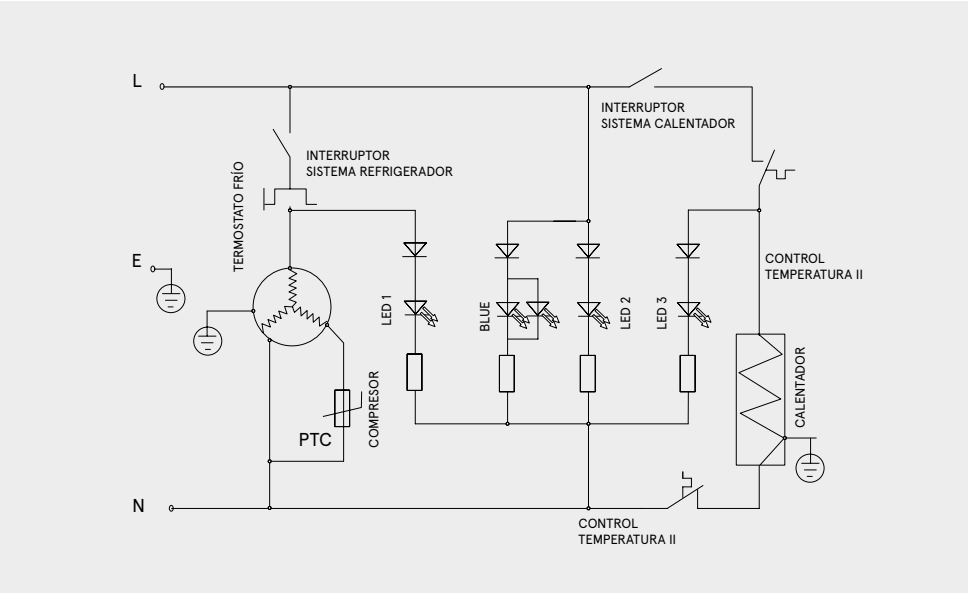 L
INTERRUPTOR
SISTEMA CALENTADOR
INTERRUPTOR
SISTEMA REFRIGERADOR
TERMOSTATO FRÍO
E
CONTROL
TEMPERATURA II
LED 1
BLUE
LED 2
LED 3
CALENTADOR
COMPRESOR
PTC
N
CONTROL
TEMPERATURA II